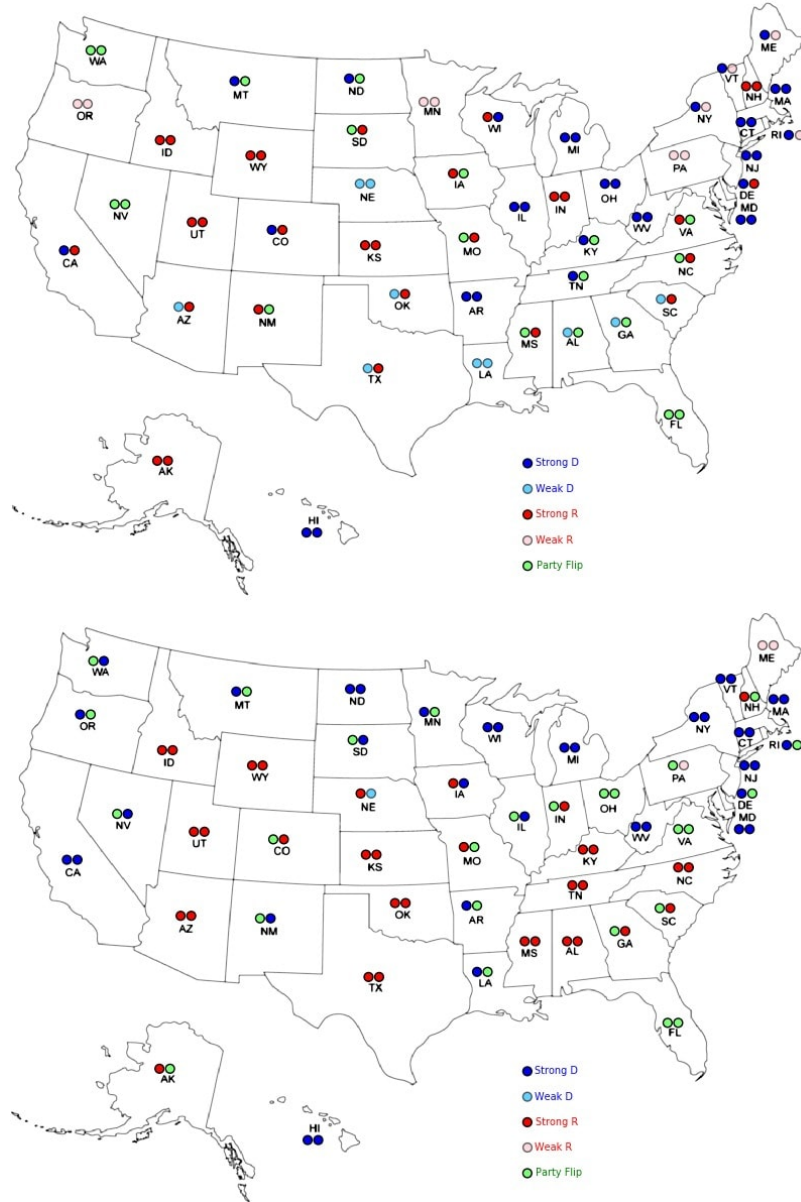 ME
WA
VT
MT
ND
NH
MA
OR
MN
WI
NY
SD
CT
RI
ID
MI
WY
PA
IA
NJ
NE
NV
OH
DE
IL
IN
MD
WV
UT
CO
VA
CA
KS
MO
KY
NC
TN
OK
AZ
NM
AR
SC
MS
AL
GA
TX
LA
FL
Strong D
AK
Weak D
Strong R
HI
Weak R
Party Flip
ME
WA
VT
MT
ND
NH
MA
OR
MN
WI
NY
SD
CT
RI
ID
MI
WY
PA
NJ
IA
NE
DE
NV
OH
IL
IN
MD
WV
UT
CO
VA
CA
KS
MO
KY
NC
TN
OK
AZ
NM
AR
SC
MS
AL
GA
TX
LA
FL
Strong D
AK
Weak D
Strong R
HI
Weak R
Party Flip